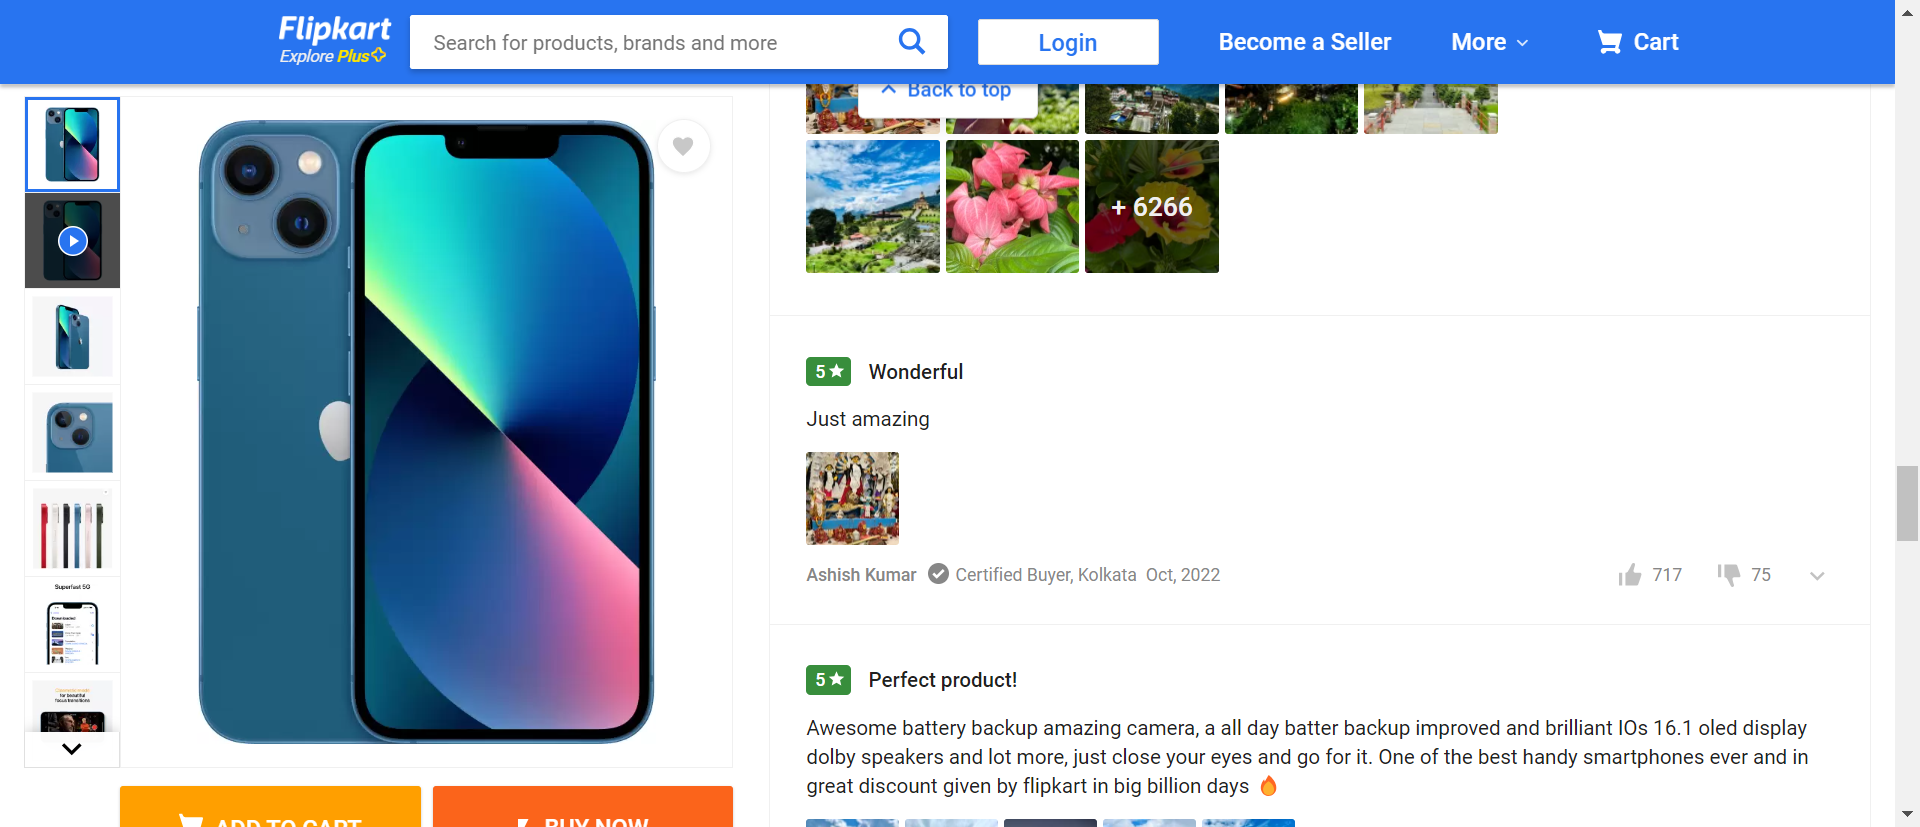 Flipkart
Explore Plus
Search for products, brands and more
Login
Become a Seller
More
Cart
Back to top
+ 6266
5★ Wonderful
Just amazing
Ashish Kumar Certified Buyer, Kolkata Oct, 2022
717 75
5★ Perfect product!
Awesome battery backup amazing camera, a all day batter backup improved and brilliant IOs 16.1 oled display
dolby speakers and lot more, just close your eyes and go for it. One of the best handy smartphones ever and in
great discount given by flipkart in big billion days 🔥
Superfast 5G
for beautiful
focus transitions
ADD TO CART
BUY NOW